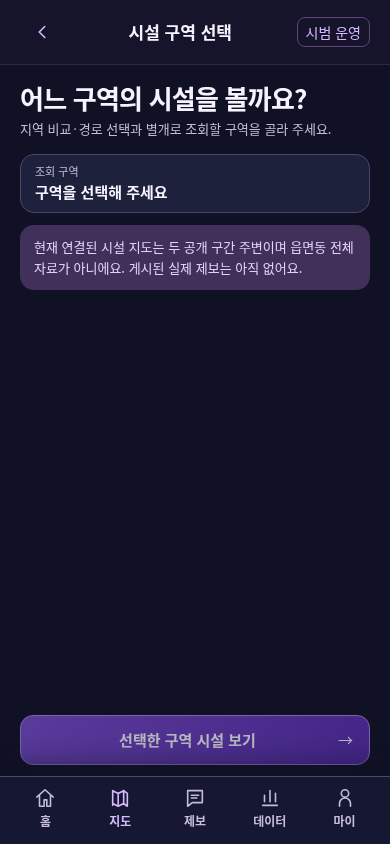 시설 구역 선택
시범 운영
어느 구역의 시설을 볼까요?
지역 비교·경로 선택과 별개로 조회할 구역을 골라 주세요.
조회 구역
구역을 선택해 주세요
현재 연결된 시설 지도는 두 공개 구간 주변이며 읍면동 전체
자료가 아니에요. 게시된 실제 제보는 아직 없어요.
선택한 구역 시설 보기 →
홈
지도
제보
데이터
마이